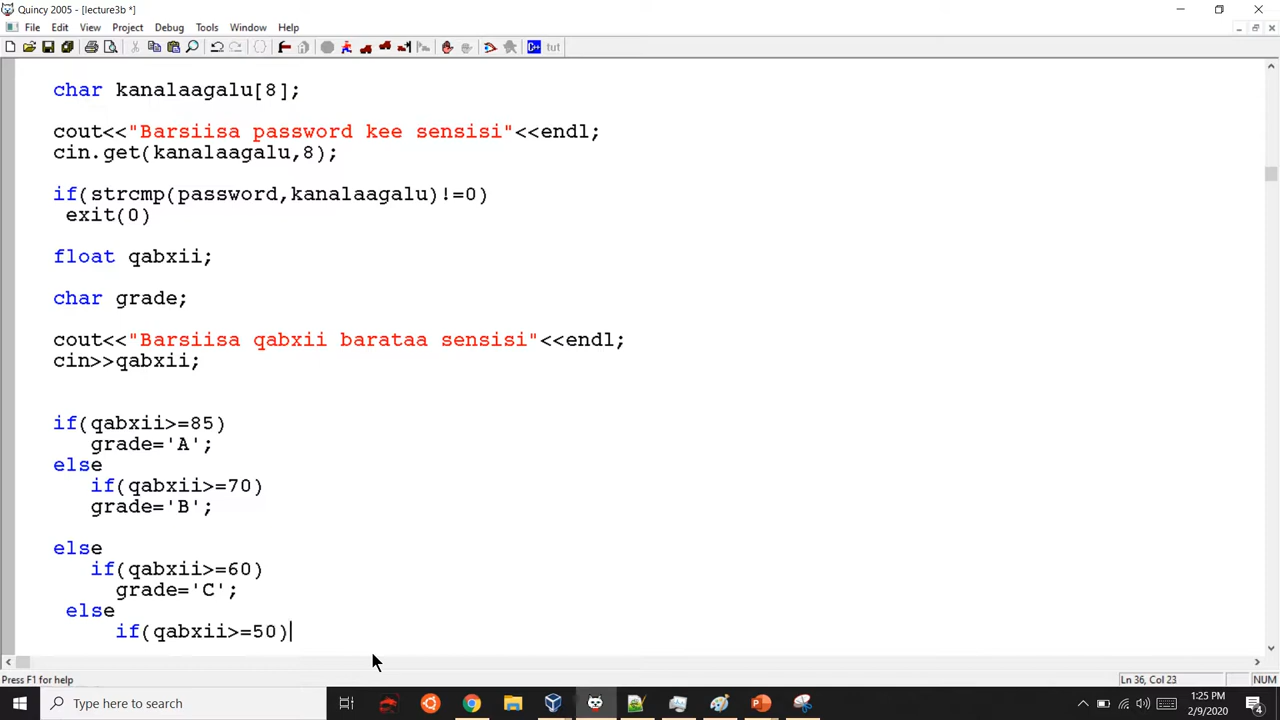 Quincy 2005 - [lecture3b *]
File Edit View Project Debug Tools Window Help
tut
char kanalaagalu[8];
cout<<"Barsiisa password kee sensisi"<<endl;
cin.get(kanalaagalu,8);
if(strcmp(password,kanalaagalu)!=0)
exit(0)
float qabxii;
char grade;
cout<<"Barsiisa qabxii barataa sensisi"<<endl;
cin>>qabxii;
if(qabxii>=85)
grade='A';
else
if(qabxii>=70)
grade='B';
else
if(qabxii>=60)
grade='C';
else
if(qabxii>=50)
Press F1 for help
Ln 36, Col 23
NUM
Type here to search
1:25 PM
2/9/2020